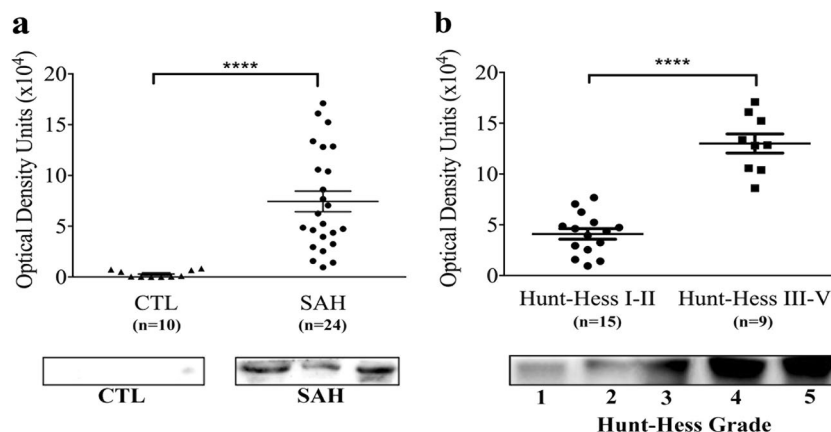 a
Optical Density Units (x10⁴)
20
15
10
5
0
****
CTL
(n=10)
SAH
(n=24)
CTL
SAH
b
Optical Density Units (x10⁴)
20
15
10
5
0
****
Hunt-Hess I-II
(n=15)
Hunt-Hess III-V
(n=9)
1 2 3 4 5
Hunt-Hess Grade